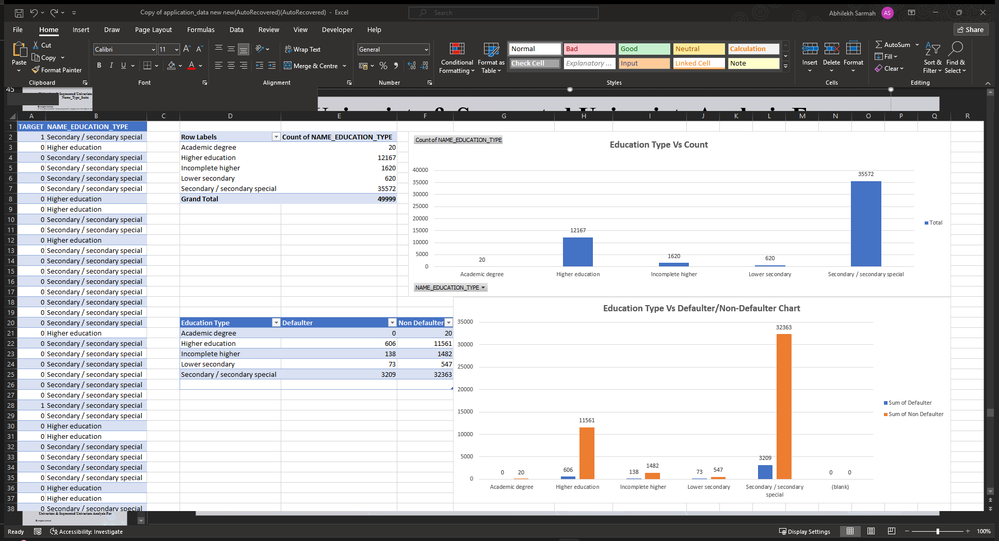 Copy of application_data new new(AutoRecovered)(AutoRecovered) - Excel
Search
Abhilekh Sarmah AS
File Home Insert Draw Page Layout Formulas Data Review View Developer Help
Share
Paste
Cut
Copy
Format Painter
Clipboard
Calibri 11
B I U
Font
Wrap Text
Merge & Centre
Alignment
General
Number
Conditional Formatting
Format as Table
Normal Bad Good Neutral Calculation
Check Cell Explanatory ... Input Linked Cell Note
Styles
Insert Delete Format
Cells
AutoSum
Fill
Clear
Sort & Filter
Find & Select
Editing
45
Name_Type_Suite
A B C D E F G H I J K L M N O P Q R
1 TARGET NAME_EDUCATION_TYPE
2 1 Secondary / secondary special
3 0 Higher education
4 0 Secondary / secondary special
5 0 Secondary / secondary special
6 0 Secondary / secondary special
7 0 Secondary / secondary special
8 0 Higher education
9 0 Higher education
10 0 Secondary / secondary special
11 0 Secondary / secondary special
12 0 Higher education
13 0 Secondary / secondary special
14 0 Secondary / secondary special
15 0 Secondary / secondary special
16 0 Secondary / secondary special
17 0 Secondary / secondary special
18 0 Secondary / secondary special
19 0 Secondary / secondary special
20 0 Secondary / secondary special
21 0 Higher education
22 0 Secondary / secondary special
23 0 Secondary / secondary special
24 0 Secondary / secondary special
25 0 Secondary / secondary special
26 0 Secondary / secondary special
27 0 Secondary / secondary special
28 1 Secondary / secondary special
29 0 Secondary / secondary special
30 0 Higher education
31 0 Higher education
32 0 Secondary / secondary special
33 0 Secondary / secondary special
34 0 Secondary / secondary special
35 0 Secondary / secondary special
36 0 Higher education
37 0 Higher education
38 0 Secondary / secondary special
Row Labels Count of NAME_EDUCATION_TYPE
Academic degree 20
Higher education 12167
Incomplete higher 1620
Lower secondary 620
Secondary / secondary special 35572
Grand Total 49999
Education Type Defaulter Non Defaulter
Academic degree 0 20
Higher education 606 11561
Incomplete higher 138 1482
Lower secondary 73 547
Secondary / secondary special 3209 32363
Count of NAME_EDUCATION_TYPE
Education Type Vs Count
40000
35000
30000
25000
20000
15000
10000
5000
0
20 12167 1620 620 35572
Academic degree Higher education Incomplete higher Lower secondary Secondary / secondary special
Total
NAME_EDUCATION_TYPE
Education Type Vs Defaulter/Non-Defaulter Chart
35000
30000
25000
20000
15000
10000
5000
0
0 20 606 11561 138 1482 73 547 3209 32363 0 0
Academic degree Higher education Incomplete higher Lower secondary Secondary / secondary special (blank)
Sum of Defaulter
Sum of Non Defaulter
Univariate & Segmented Univariate Analysis For
Ready
Accessibility: Investigate
Display Settings
100%